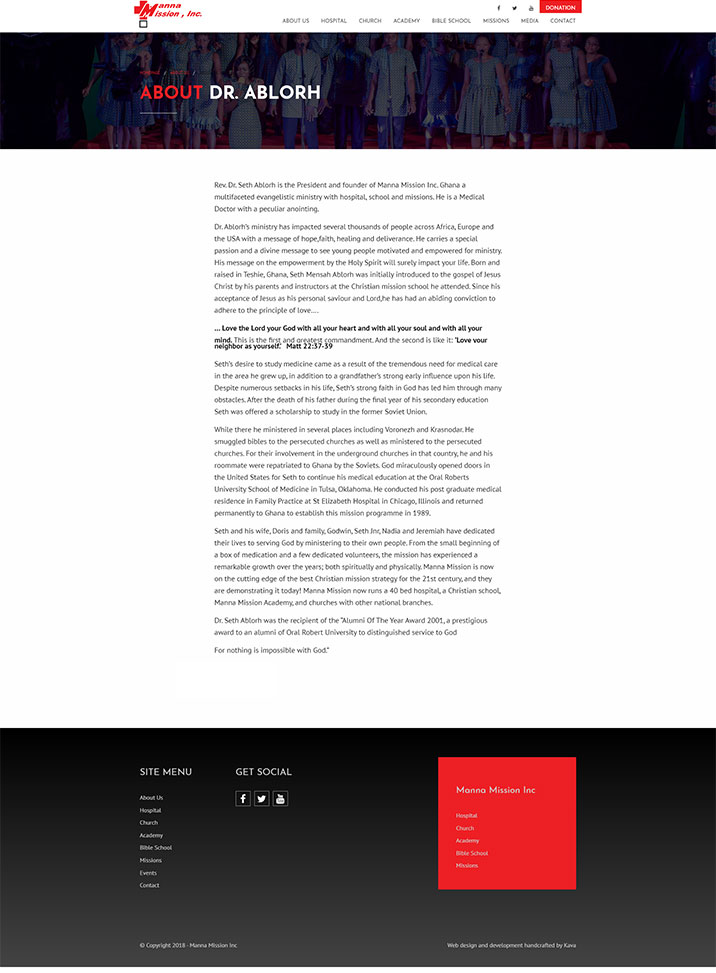 Manna
Mission , Inc.
DONATION
ABOUT US HOSPITAL CHURCH ACADEMY BIBLE SCHOOL MISSIONS MEDIA CONTACT
ABOUT DR. ABLORH
Rev. Dr. Seth Ablorh is the President and founder of Manna Mission Inc. Ghana a
multifaceted evangelistic ministry with hospital, school and missions. He is a Medical
Doctor with a peculiar anointing.
Dr. Ablorh's ministry has impacted several thousands of people across Africa, Europe and
the USA with a message of hope,faith, healing and deliverance. He carries a special
passion and a divine message to see young people motivated and empowered for ministry.
His message on the empowerment by the Holy Spirit will surely impact your life. Born and
raised in Teshie, Ghana, Seth Mensah Ablorh was initially introduced to the gospel of Jesus
Christ by his parents and instructors at the Christian mission school he attended. Since his
acceptance of Jesus as his personal saviour and Lord,he has had an abiding conviction to
adhere to the principle of love....
... Love the Lord your God with all your heart and with all your soul and with all your
mind. This is the first and greatest commandment. And the second is like it: "Love your
neighbor as yourself." Matt 22:37-39
Seth's desire to study medicine came as a result of the tremendous need for medical care
in the area he grew up, in addition to a grandfather's strong early influence upon his life.
Despite numerous setbacks in his life, Seth's strong faith in God has led him through many
obstacles. After the death of his father during the final year of his secondary education
Seth was offered a scholarship to study in the former Soviet Union.
While there he ministered in several places including Voronezh and Krasnodar. He
smuggled bibles to the persecuted churches as well as ministered to the persecuted
churches. For their involvement in the underground churches in that country, he and his
roommate were repatriated to Ghana by the Soviets. God miraculously opened doors in
the United States for Seth to continue his medical education at the Oral Roberts
University School of Medicine in Tulsa, Oklahoma. He conducted his post graduate medical
residence in Family Practice at St Elizabeth Hospital in Chicago, Illinois and returned
permanently to Ghana to establish this mission programme in 1989.
Seth and his wife, Doris and family, Godwin, Seth Jnr, Nadia and Jeremiah have dedicated
their lives to serving God by ministering to their own people. From the small beginning of
a box of medication and a few dedicated volunteers, the mission has experienced a
remarkable growth over the years; both spiritually and physically. Manna Mission is now
on the cutting edge of the best Christian mission strategy for the 21st century, and they
are demonstrating it today! Manna Mission now runs a 40 bed hospital, a Christian school,
Manna Mission Academy, and churches with other national branches.
Dr. Seth Ablorh was the recipient of the "Alumni Of The Year Award 2001, a prestigious
award to an alumni of Oral Robert University to distinguished service to God
For nothing is impossible with God."
SITE MENU
About Us
Hospital
Church
Academy
Bible School
Missions
Events
Contact
GET SOCIAL
Manna Mission Inc
Hospital
Church
Academy
Bible School
Missions
© Copyright 2018 - Manna Mission Inc
Web design and development handcrafted by Kava